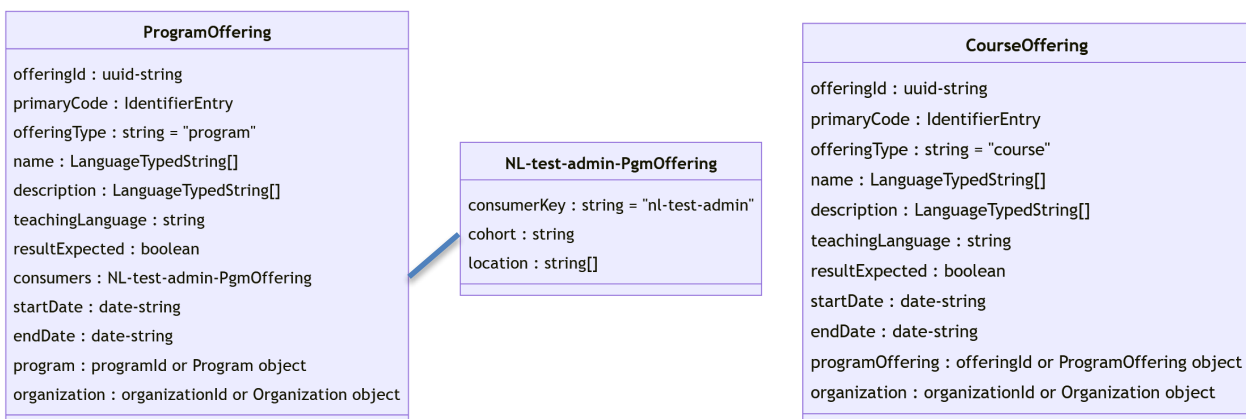 ProgramOffering
offeringId : uuid-string
primaryCode : IdentifierEntry
offeringType : string = "program"
name : LanguageTypedString[]
description : LanguageTypedString[]
teachingLanguage : string
resultExpected : boolean
consumers : NL-test-admin-PgmOffering
startDate : date-string
endDate : date-string
program : programId or Program object
organization : organizationId or Organization object
NL-test-admin-PgmOffering
consumerKey : string = "nl-test-admin"
cohort : string
location : string[]
CourseOffering
offeringId : uuid-string
primaryCode : IdentifierEntry
offeringType : string = "course"
name : LanguageTypedString[]
description : LanguageTypedString[]
teachingLanguage : string
resultExpected : boolean
startDate : date-string
endDate : date-string
programOffering : offeringId or ProgramOffering object
organization : organizationId or Organization object